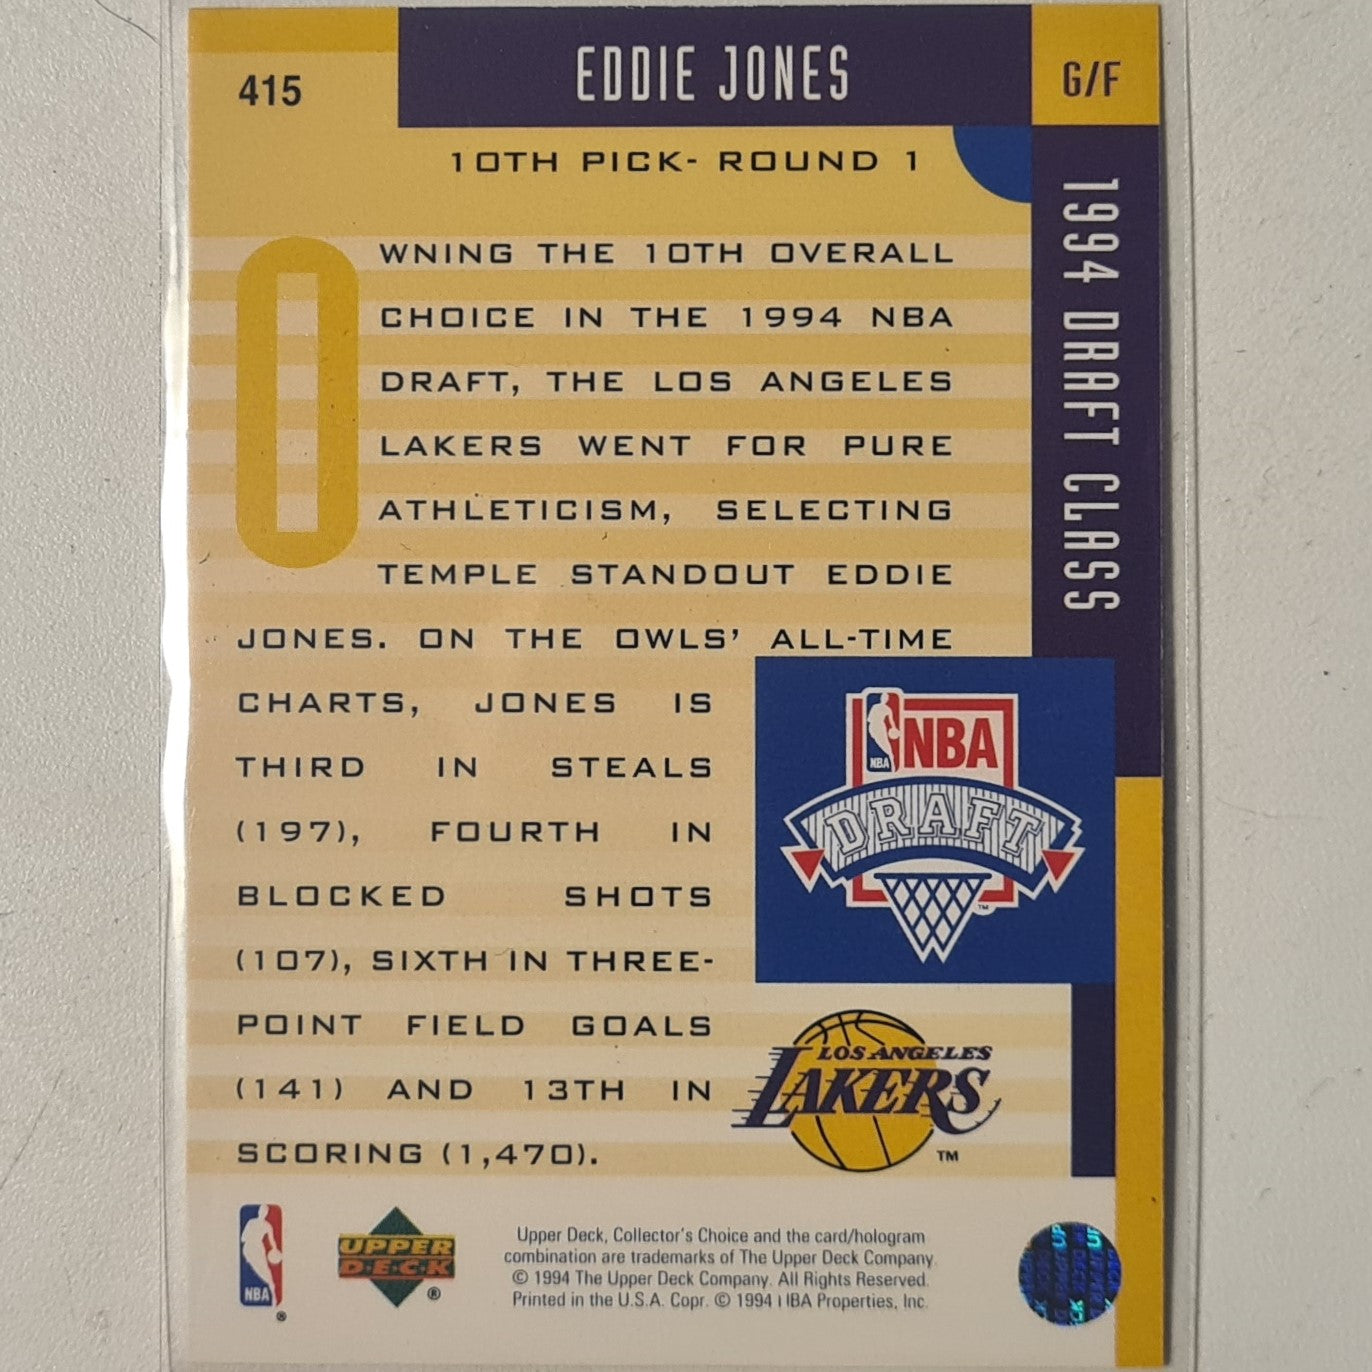 415
EDDIE JONES
G/F
10TH PICK- ROUND 1
1994 DRAFT CLASS
OWNING THE 10TH OVERALL
CHOICE IN THE 1994 NBA
DRAFT, THE LOS ANGELES
LAKERS WENT FOR PURE
ATHLETICISM, SELECTING
TEMPLE STANDOUT EDDIE
JONES. ON THE OWLS' ALL-TIME
CHARTS, JONES IS
THIRD IN STEALS
(197), FOURTH IN
BLOCKED SHOTS
(107), SIXTH IN THREE-
POINT FIELD GOALS
(141) AND 13TH IN
SCORING (1,470).
NBA
NBA
DRAFT
TM
LOS ANGELES
LAKERS
TM
NBA
®
UPPER
D·E·C·K
®
Upper Deck, Collector's Choice and the card/hologram
combination are trademarks of The Upper Deck Company.
© 1994 The Upper Deck Company. All Rights Reserved.
Printed in the U.S.A. Copr. © 1994 NBA Properties, Inc.